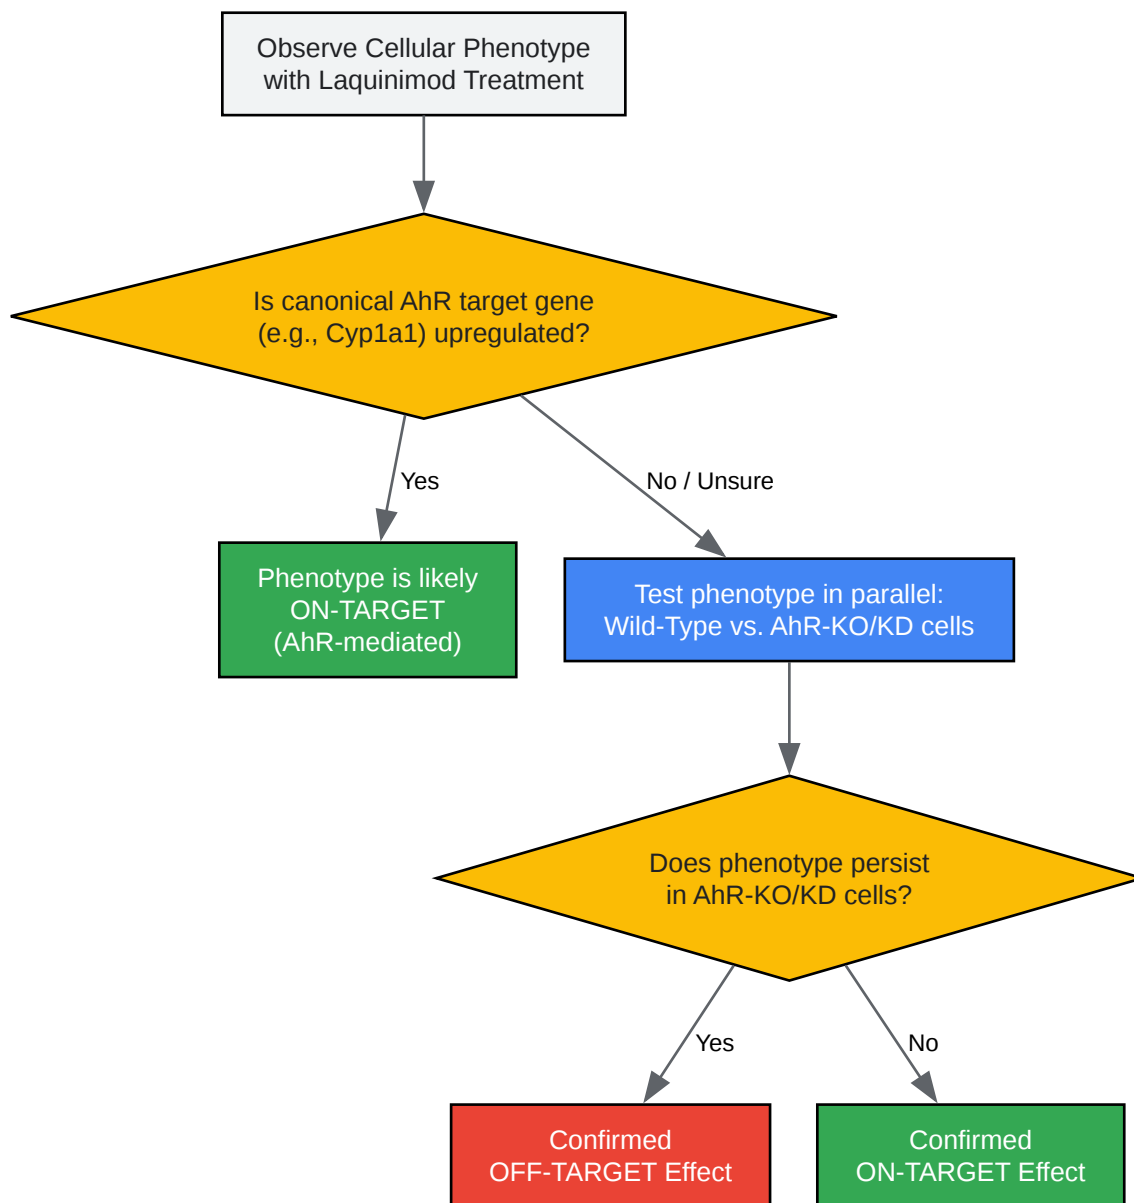 Observe Cellular Phenotype
with Laquinimod Treatment
Is canonical AhR target gene
(e.g., Cyp1a1) upregulated?
Yes
No / Unsure
Phenotype is likely
ON-TARGET
(AhR-mediated)
Test phenotype in parallel:
Wild-Type vs. AhR-KO/KD cells
Does phenotype persist
in AhR-KO/KD cells?
Yes
No
Confirmed
OFF-TARGET Effect
Confirmed
ON-TARGET Effect